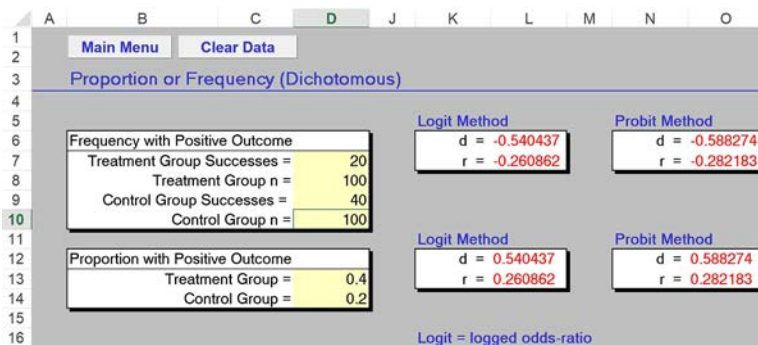 A B C D J K L M N O
1
Main Menu Clear Data
2
3 Proportion or Frequency (Dichotomous)
4
5 Logit Method Probit Method
6 Frequency with Positive Outcome d = -0.540437 d = -0.588274
7 Treatment Group Successes = 20 r = -0.260862 r = -0.282183
8 Treatment Group n = 100
9 Control Group Successes = 40
10 Control Group n = 100
11 Logit Method Probit Method
12 Proportion with Positive Outcome d = 0.540437 d = 0.588274
13 Treatment Group = 0.4 r = 0.260862 r = 0.282183
14 Control Group = 0.2
15
16 Logit = logged odds-ratio